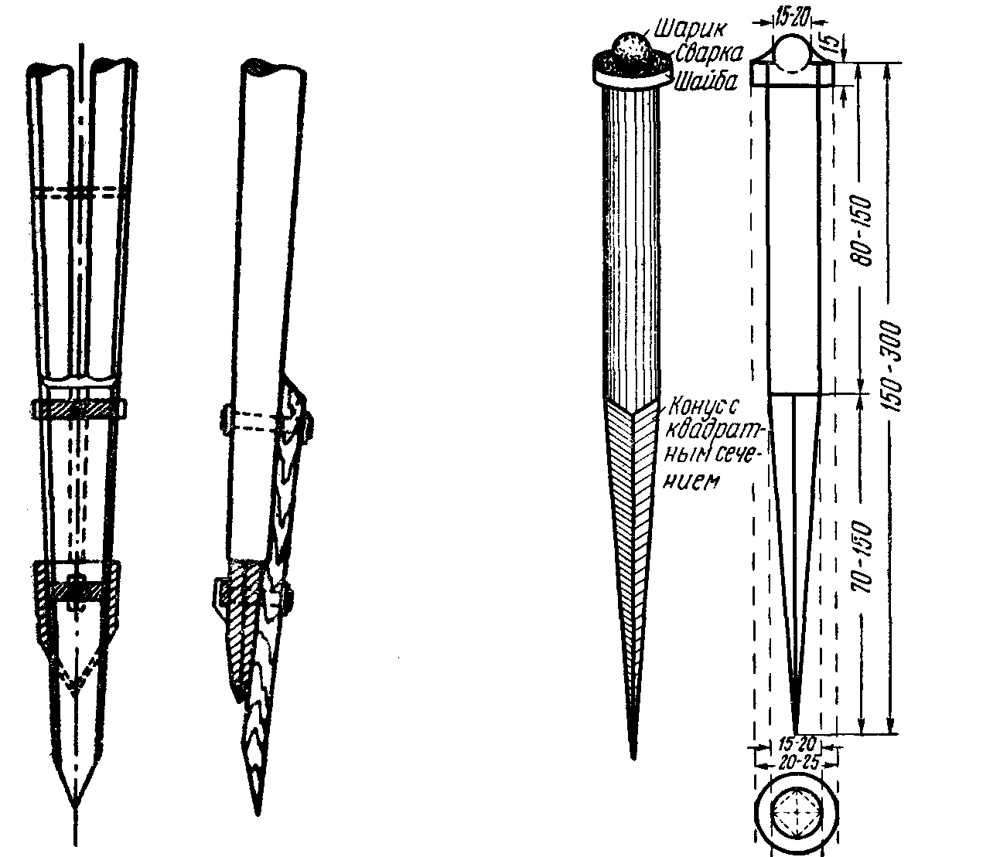 15-20
Шарик
Сварка
Шайба
15
80-150
150-300
Конус с
квадрат-
ным сече-
нием
70-150
15-20
20-25